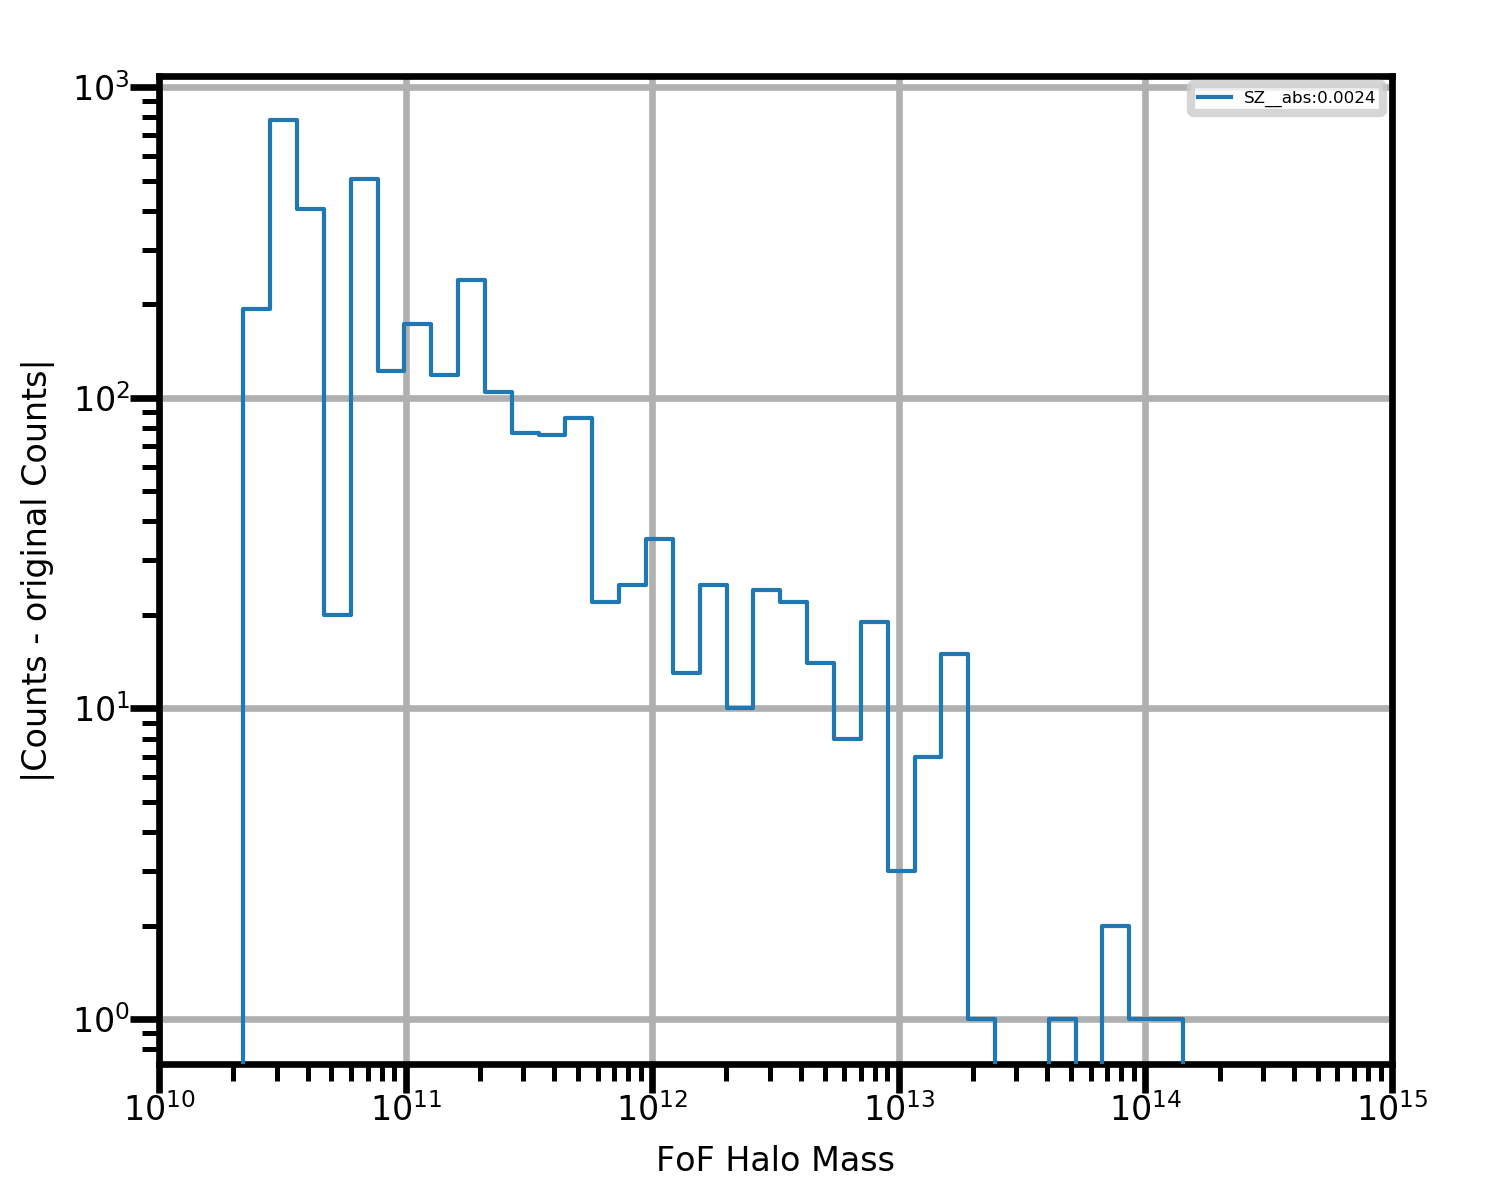 SZ__abs:0.0024
|Counts - original Counts|
10³
10²
10¹
10⁰
10¹⁰ 10¹¹ 10¹² 10¹³ 10¹⁴ 10¹⁵
FoF Halo Mass